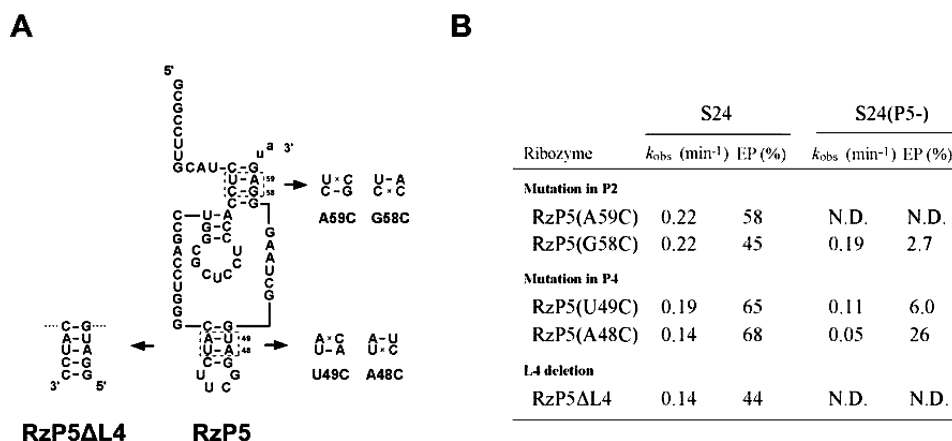 A
B
5'
G
C
G
C
C
U
U
G C A U C G
u a 3'
59
58
U × C
C – G
A59C
U – A
C × C
G58C
G A A U C G
49
48
A × C
U – A
U49C
A – U
U × C
A48C
C G
A U
U A
C G
C G
3' 5'
RzP5ΔL4
RzP5
S24 S24(P5-)
Ribozyme kobs (min-1) EP (%) kobs (min-1) EP (%)
Mutation in P2
RzP5(A59C) 0.22 58 N.D. N.D.
RzP5(G58C) 0.22 45 0.19 2.7
Mutation in P4
RzP5(U49C) 0.19 65 0.11 6.0
RzP5(A48C) 0.14 68 0.05 26
L4 deletion
RzP5ΔL4 0.14 44 N.D. N.D.